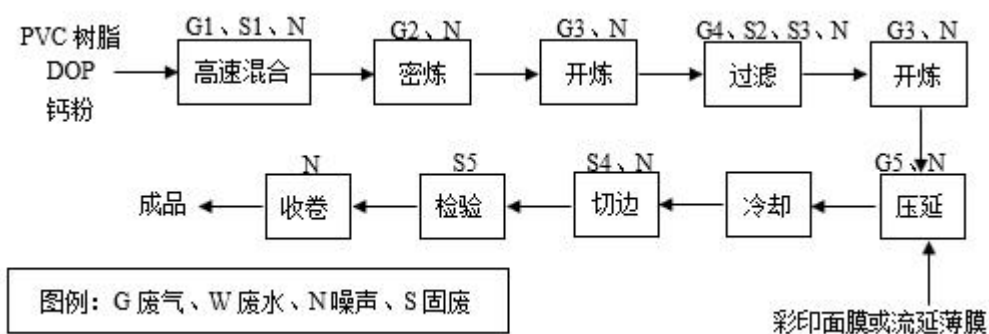 PVC 树脂
DOP
钙粉
G1、S1、N
高速混合
G2、N
密炼
G3、N
开炼
G4、S2、S3、N
过滤
G3、N
开炼
G5、N
压延
彩印面膜或流延薄膜
冷却
S4、N
切边
S5
检验
N
收卷
成品
图例：G 废气、W 废水、N 噪声、S 固废